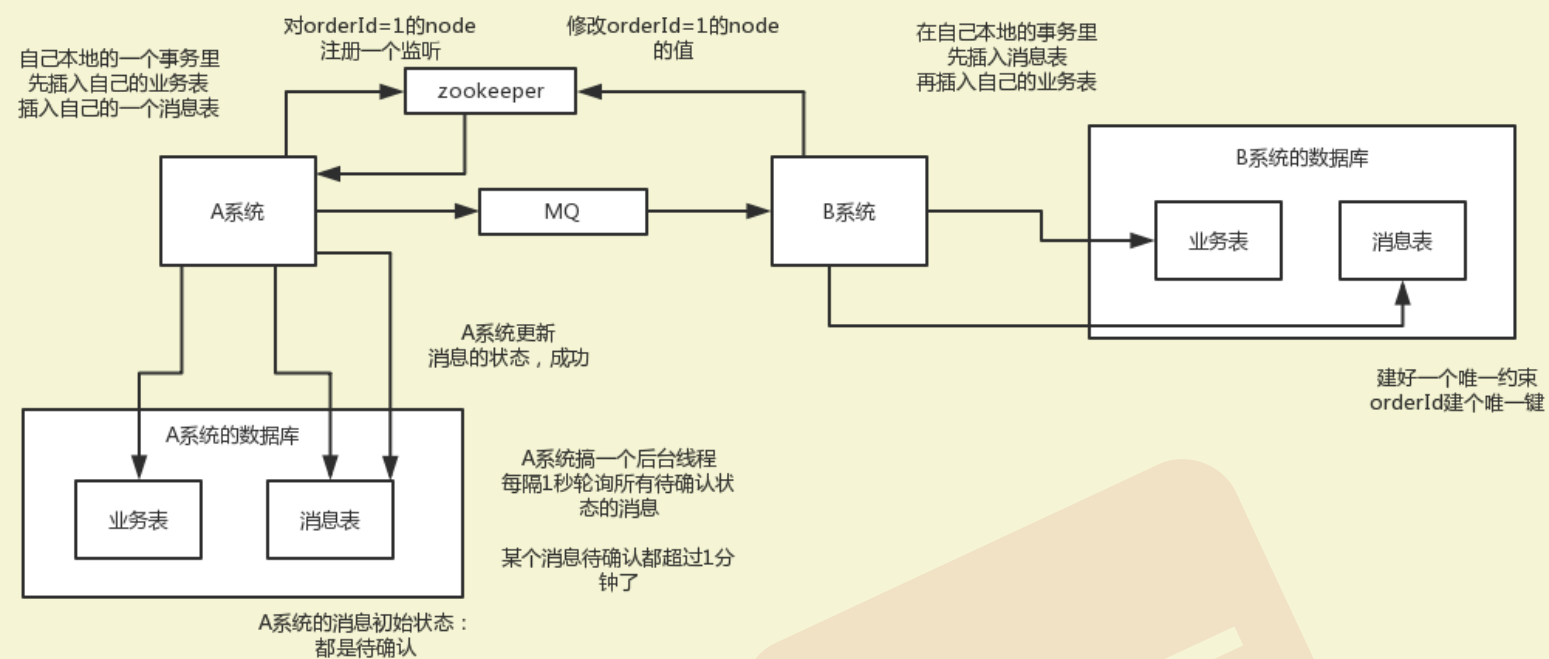 对orderId=1的node
注册一个监听
修改orderId=1的node
的值
自己本地的一个事务里
先插入自己的业务表
插入自己的一个消息表
在自己本地的事务里
先插入消息表
再插入自己的业务表
zookeeper
A系统
MQ
B系统
B系统的数据库
业务表
消息表
A系统更新
消息的状态，成功
建好一个唯一约束
orderId建个唯一键
A系统的数据库
业务表
消息表
A系统搞一个后台线程
每隔1秒轮询所有待确认状
态的消息
某个消息待确认都超过1分
钟了
A系统的消息初始状态：
都是待确认